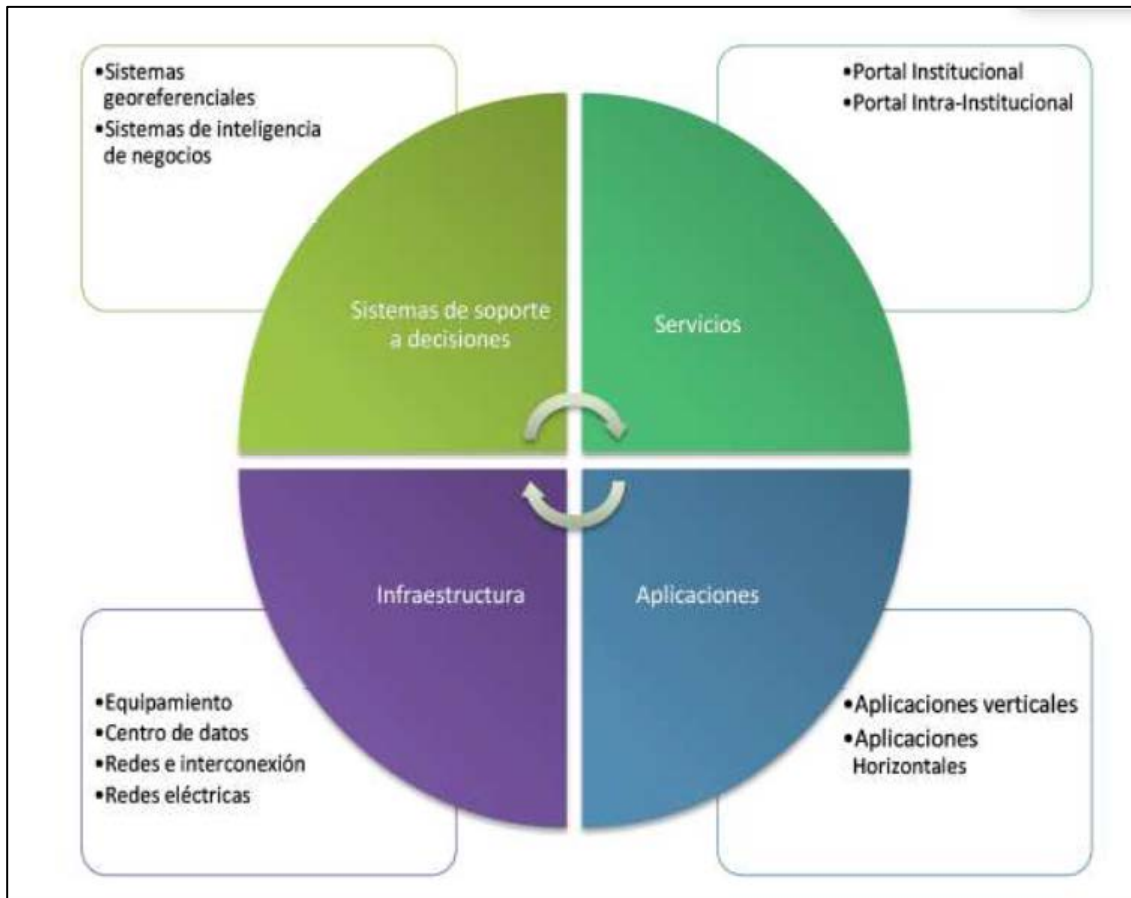 •Sistemas
georeferenciales
•Sistemas de inteligencia
de negocios
•Portal Institucional
•Portal Intra-Institucional
Sistemas de soporte
a decisiones
Servicios
Infraestructura
Aplicaciones
•Equipamiento
•Centro de datos
•Redes e interconexión
•Redes eléctricas
•Aplicaciones verticales
•Aplicaciones
Horizontales